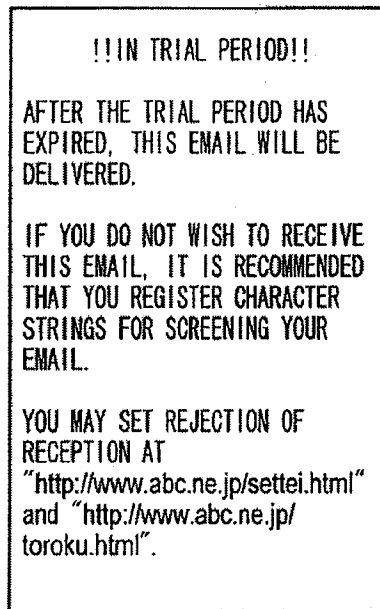 !!IN TRIAL PERIOD!!
AFTER THE TRIAL PERIOD HAS
EXPIRED, THIS EMAIL WILL BE
DELIVERED.
IF YOU DO NOT WISH TO RECEIVE
THIS EMAIL, IT IS RECOMMENDED
THAT YOU REGISTER CHARACTER
STRINGS FOR SCREENING YOUR
EMAIL.
YOU MAY SET REJECTION OF
RECEPTION AT
"http://www.abc.ne.jp/settei.html"
and "http://www.abc.ne.jp/
toroku.html".